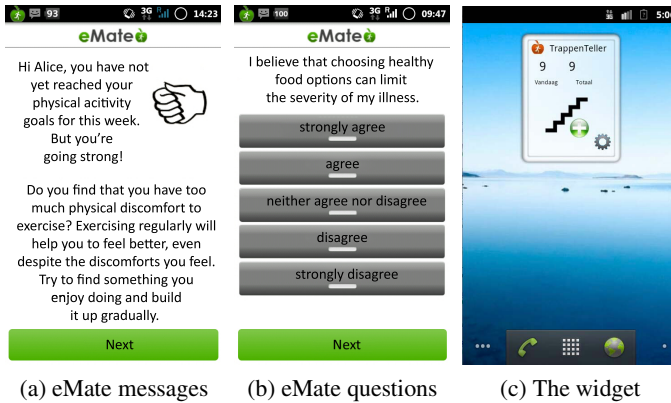 93 3G R 14:23
eMate
Hi Alice, you have not
yet reached your
physical acitivity
goals for this week.
But you're
going strong!
Do you find that you have too
much physical discomfort to
exercise? Exercising regularly will
help you to feel better, even
despite the discomforts you feel.
Try to find something you
enjoy doing and build
it up gradually.
Next
(a) eMate messages
100 3G R 09:47
eMate
I believe that choosing healthy
food options can limit
the severity of my illness.
strongly agree
agree
neither agree nor disagree
disagree
strongly disagree
Next
(b) eMate questions
TrappenTeller
9 9
Vandaag Totaal
(c) The widget